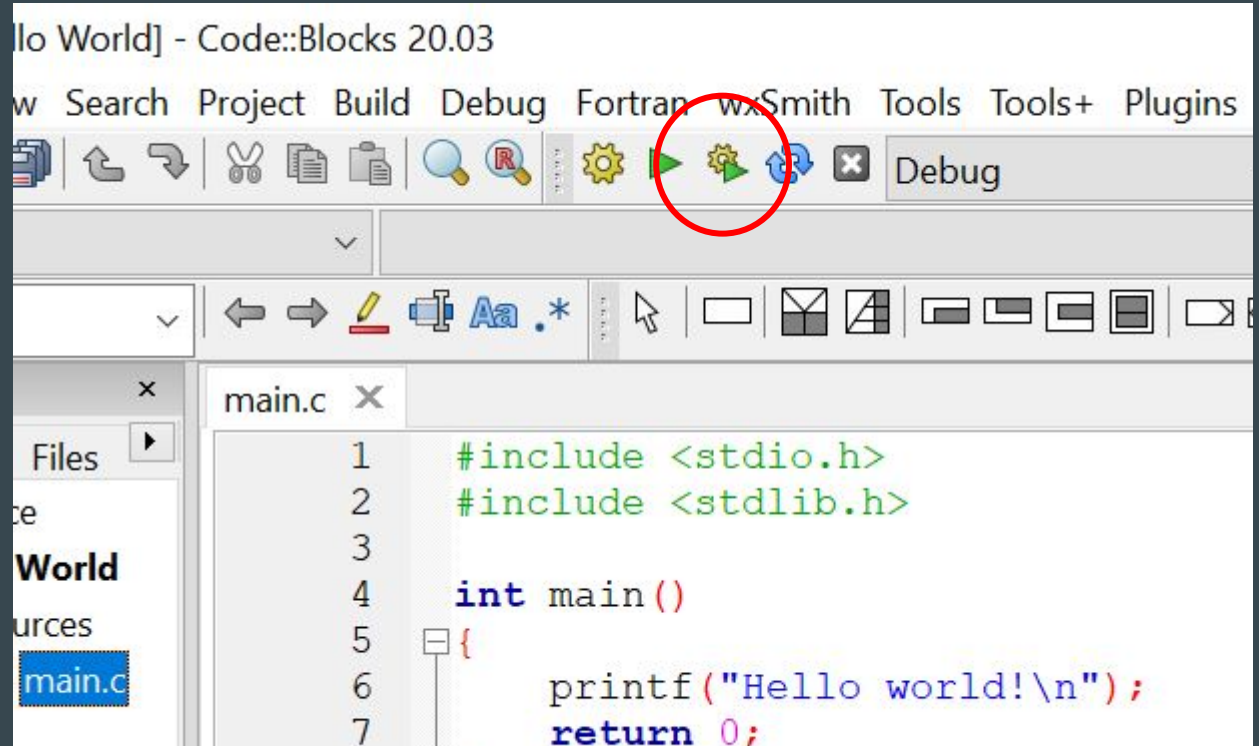 llo World] - Code::Blocks 20.03
w Search Project Build Debug Fortran wxSmith Tools Tools+ Plugins
R Debug
Aa .*
main.c
Files
1 #include <stdio.h>
ce
2 #include <stdlib.h>
3
World
4 int main()
urces
5 {
main.c
6 printf("Hello world!\n");
7 return 0;